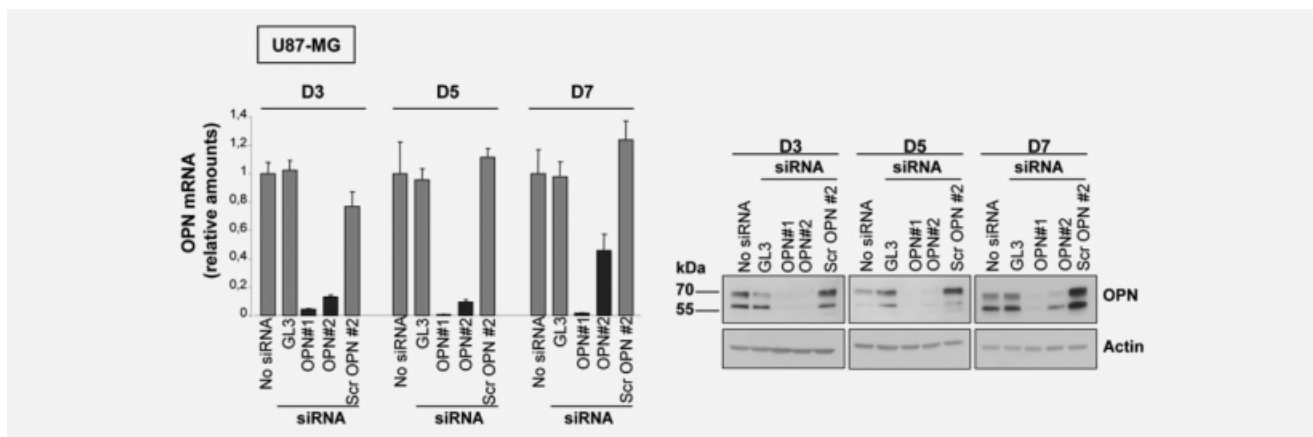 U87-MG
D3 D5 D7
OPN mRNA
(relative amounts)
1,4
1,2
1
0,8
0,6
0,4
0,2
0
No siRNA GL3 OPN#1 OPN#2 Scr OPN #2 No siRNA GL3 OPN#1 OPN#2 Scr OPN #2 No siRNA GL3 OPN#1 OPN#2 Scr OPN #2
siRNA siRNA siRNA
D3 D5 D7
siRNA siRNA siRNA
No siRNA GL3 OPN#1 OPN#2 Scr OPN #2 No siRNA GL3 OPN#1 OPN#2 Scr OPN #2 No siRNA GL3 OPN#1 OPN#2 Scr OPN #2
kDa
70
55
OPN
Actin